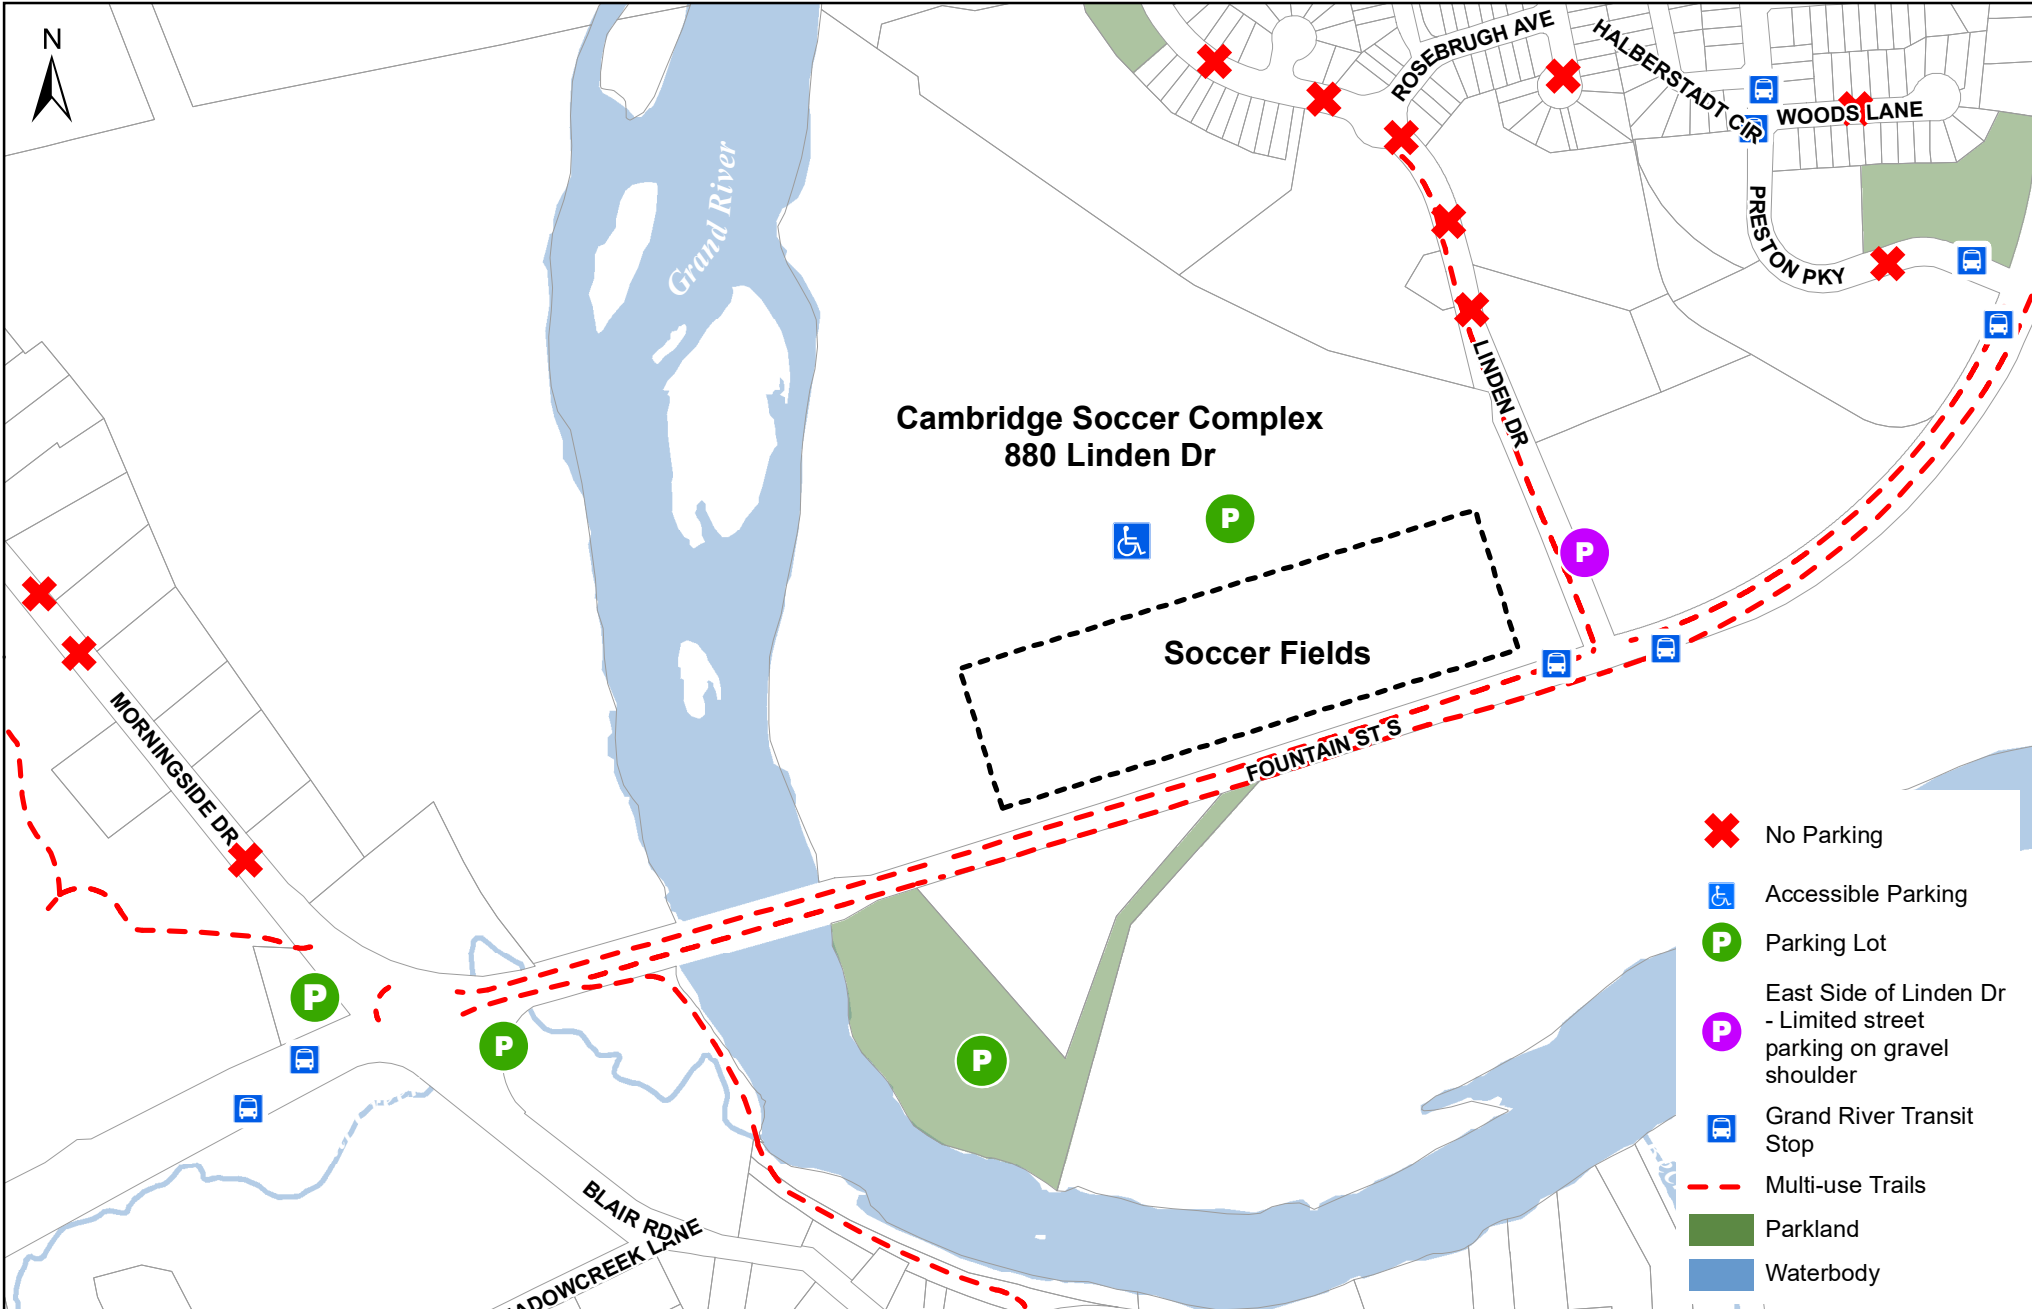 N
ROSEBRUGH AVE
HALBERSTADT CIR
WOODS LANE
PRESTON PKY
Grand River
LINDEN DR
Cambridge Soccer Complex
880 Linden Dr
P
P
Soccer Fields
MORNINGSIDE DR
FOUNTAIN ST S
P
P
P
BLAIR RD
ADOWCREEK LANE
No Parking
Accessible Parking
P
Parking Lot
P
East Side of Linden Dr
- Limited street
parking on gravel
shoulder
Grand River Transit
Stop
Multi-use Trails
Parkland
Waterbody